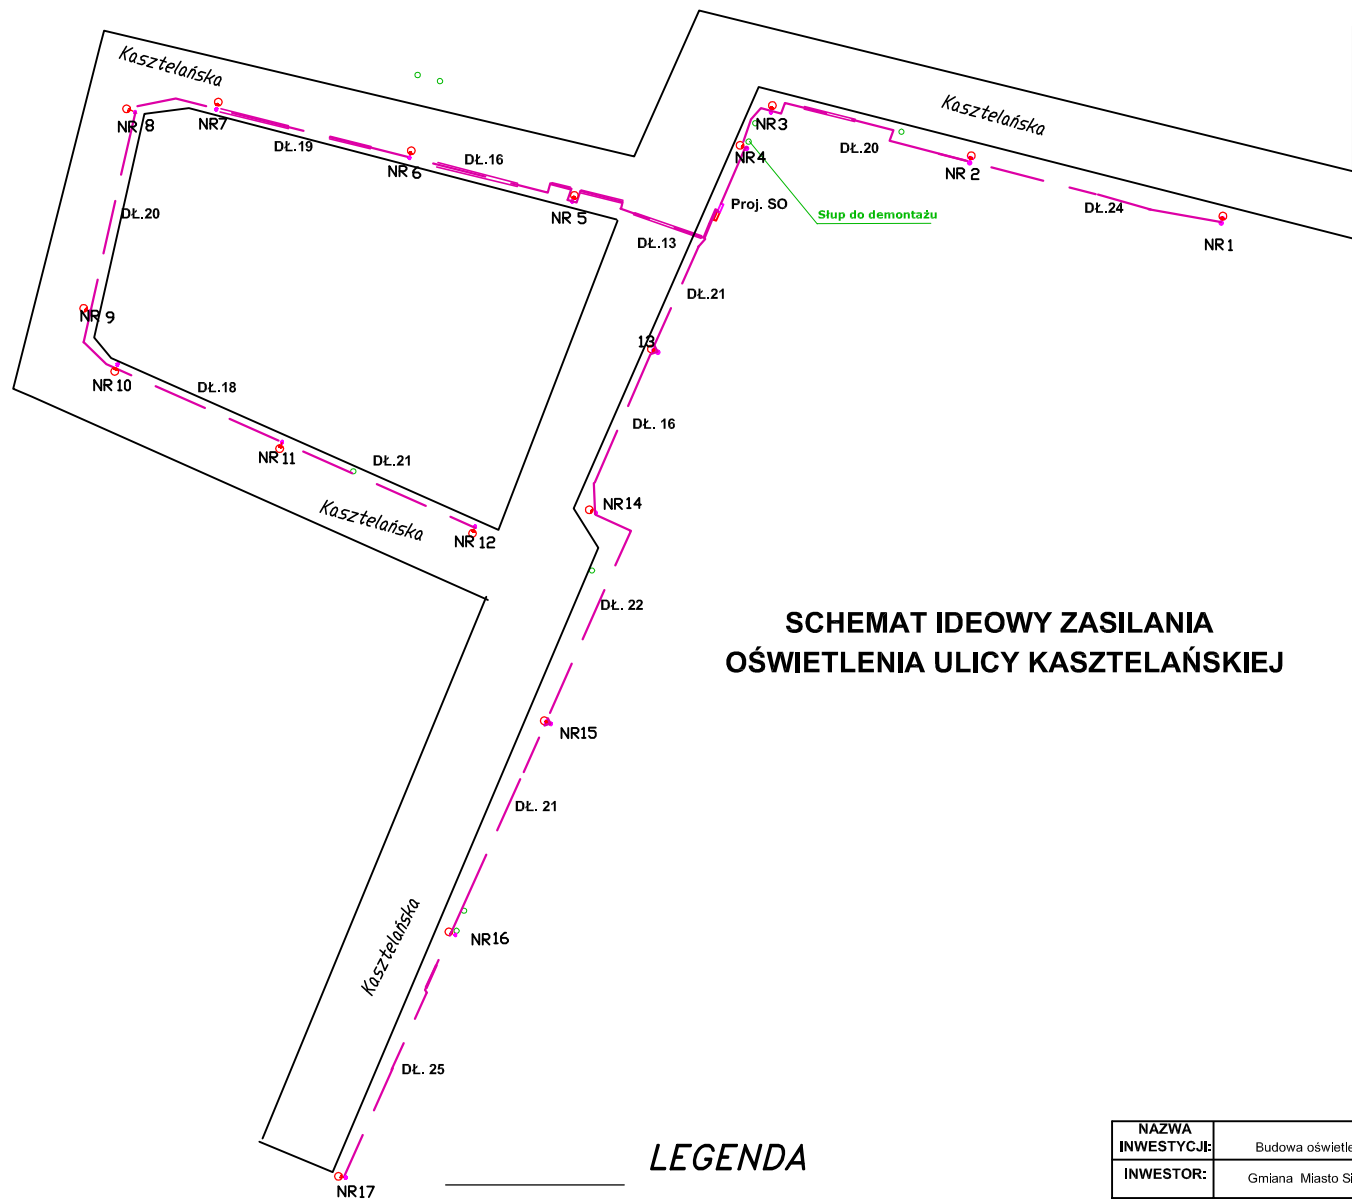 Kasztelańska
Kasztelańska
NR 8
NR7
DŁ.19
NR 6
DŁ.16
NR 5
DŁ.13
NR3
NR4
DŁ.20
NR 2
DŁ.24
NR 1
Proj. SO
Słup do demontażu
DŁ.20
DŁ.21
NR 9
13
NR 10
DŁ.18
DŁ. 16
NR 11
DŁ.21
Kasztelańska
NR 12
NR14
DŁ. 22
SCHEMAT IDEOWY ZASILANIA
OŚWIETLENIA ULICY KASZTELAŃSKIEJ
NR15
DŁ. 21
Kasztelańska
NR16
DŁ. 25
NR17
LEGENDA
NAZWA
INWESTYCJI:
Budowa oświetle
INWESTOR:
Gmiana Miasto Si